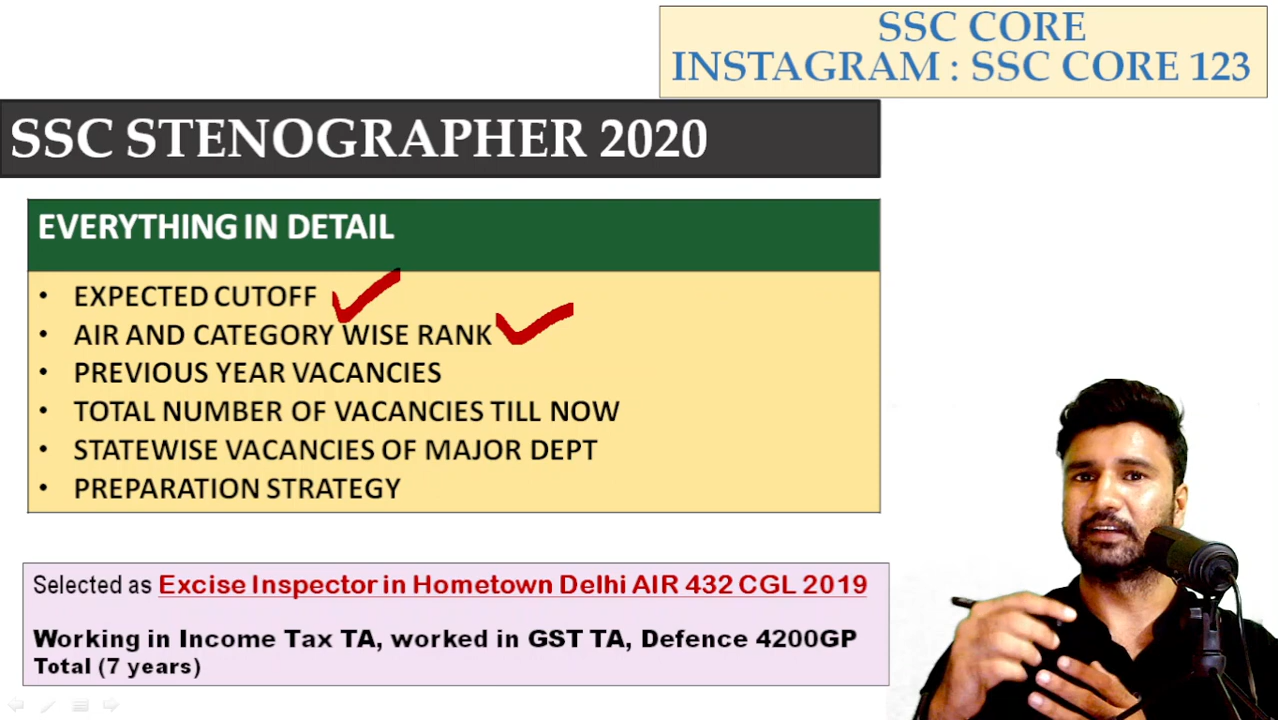 SSC CORE
INSTAGRAM : SSC CORE 123
SSC STENOGRAPHER 2020
EVERYTHING IN DETAIL
• EXPECTED CUTOFF
• AIR AND CATEGORY WISE RANK
• PREVIOUS YEAR VACANCIES
• TOTAL NUMBER OF VACANCIES TILL NOW
• STATEWISE VACANCIES OF MAJOR DEPT
• PREPARATION STRATEGY
Selected as Excise Inspector in Hometown Delhi AIR 432 CGL 2019
Working in Income Tax TA, worked in GST TA, Defence 4200GP
Total (7 years)